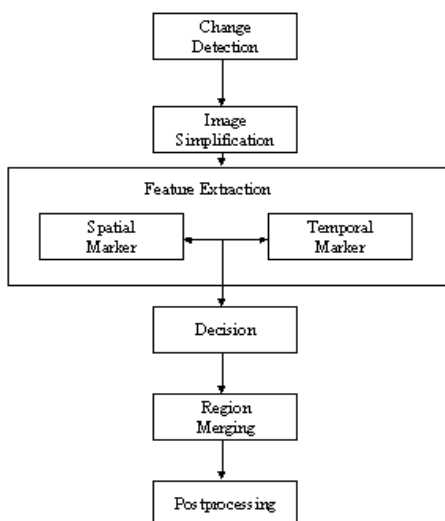 Change
Detection
Image
Simplification
Feature Extraction
Spatial
Marker
Temporal
Marker
Decision
Region
Merging
Postprocessing